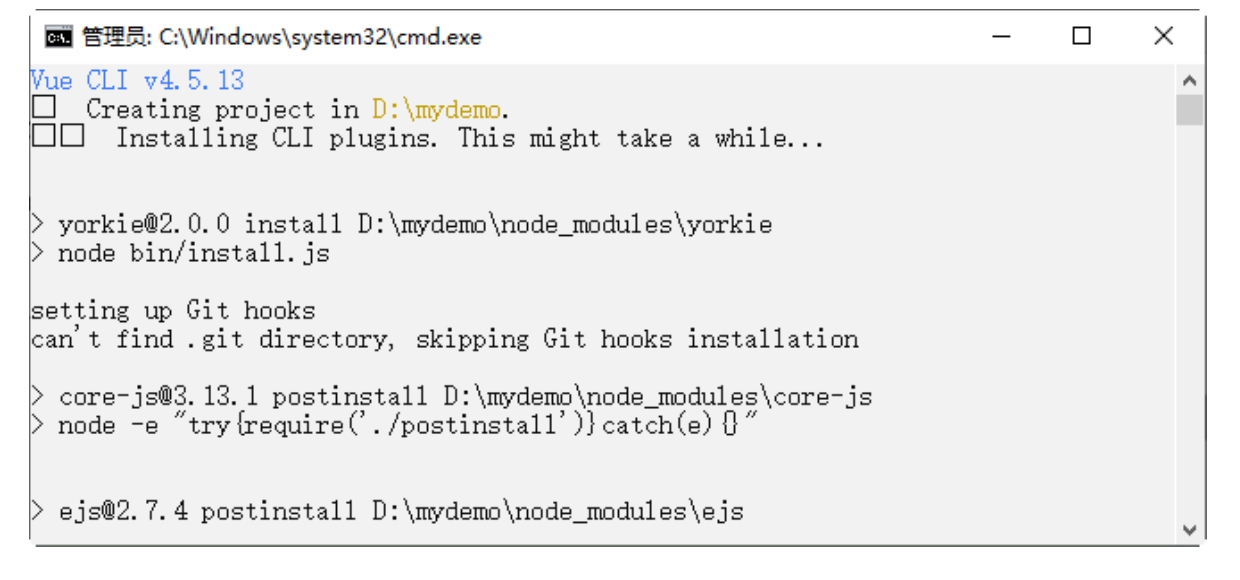 管理员: C:\Windows\system32\cmd.exe
Vue CLI v4.5.13
□  Creating project in D:\mydemo.
□□  Installing CLI plugins. This might take a while...
> yorkie@2.0.0 install D:\mydemo\node_modules\yorkie
> node bin/install.js
setting up Git hooks
can't find .git directory, skipping Git hooks installation
> core-js@3.13.1 postinstall D:\mydemo\node_modules\core-js
> node -e "try{require('./postinstall')}catch(e){}"
> ejs@2.7.4 postinstall D:\mydemo\node_modules\ejs